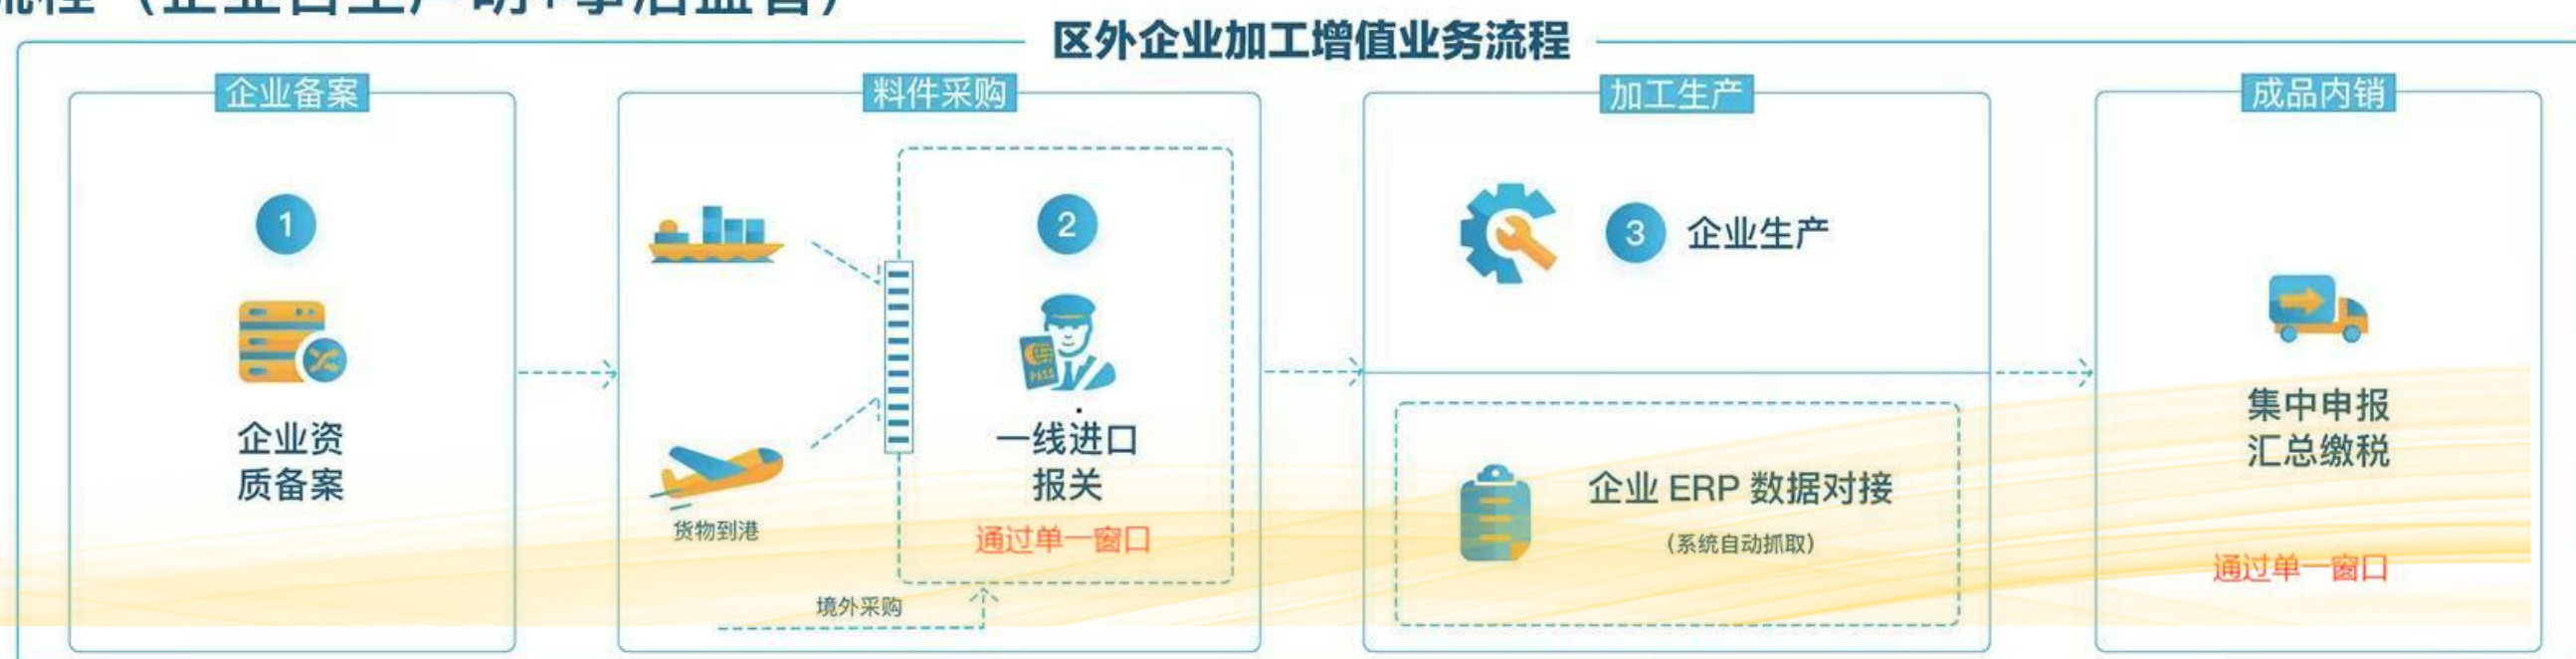 区外企业加工增值业务流程
企业备案
1
企业资
质备案
料件采购
货物到港
境外采购
2
PASS
一线进口
报关
通过单一窗口
加工生产
3 企业生产
企业 ERP 数据对接
(系统自动抓取)
成品内销
集中申报
汇总缴税
通过单一窗口